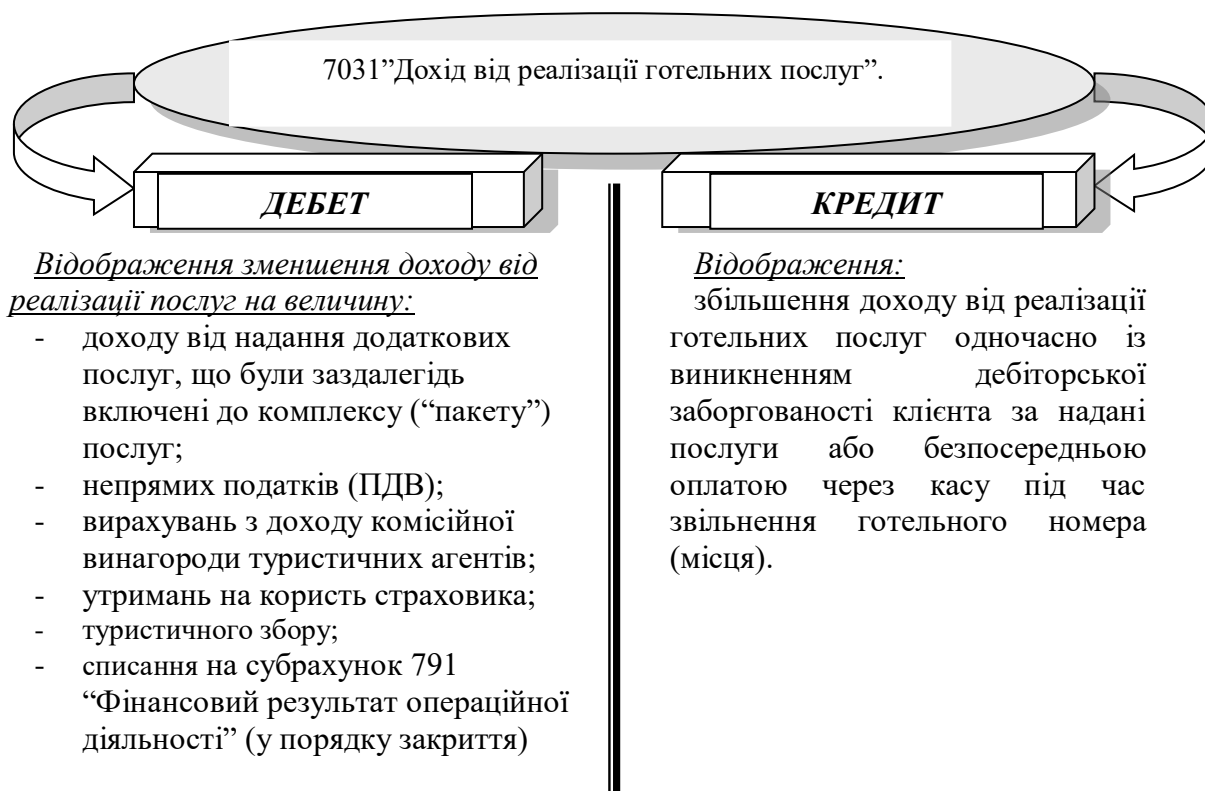 7031”Дохід від реалізації готельних послуг”.
ДЕБЕТ
Відображення зменшення доходу від
реалізації послуг на величину:
- доходу від надання додаткових
послуг, що були заздалегідь
включені до комплексу (“пакету”)
послуг;
- непрямих податків (ПДВ);
- вирахувань з доходу комісійної
винагороди туристичних агентів;
- утримань на користь страховика;
- туристичного збору;
- списання на субрахунок 791
“Фінансовий результат операційної
діяльності” (у порядку закриття)
КРЕДИТ
Відображення:
збільшення доходу від реалізації
готельних послуг одночасно із
виникненням дебіторської
заборгованості клієнта за надані
послуги або безпосередньою
оплатою через касу під час
звільнення готельного номера
(місця).